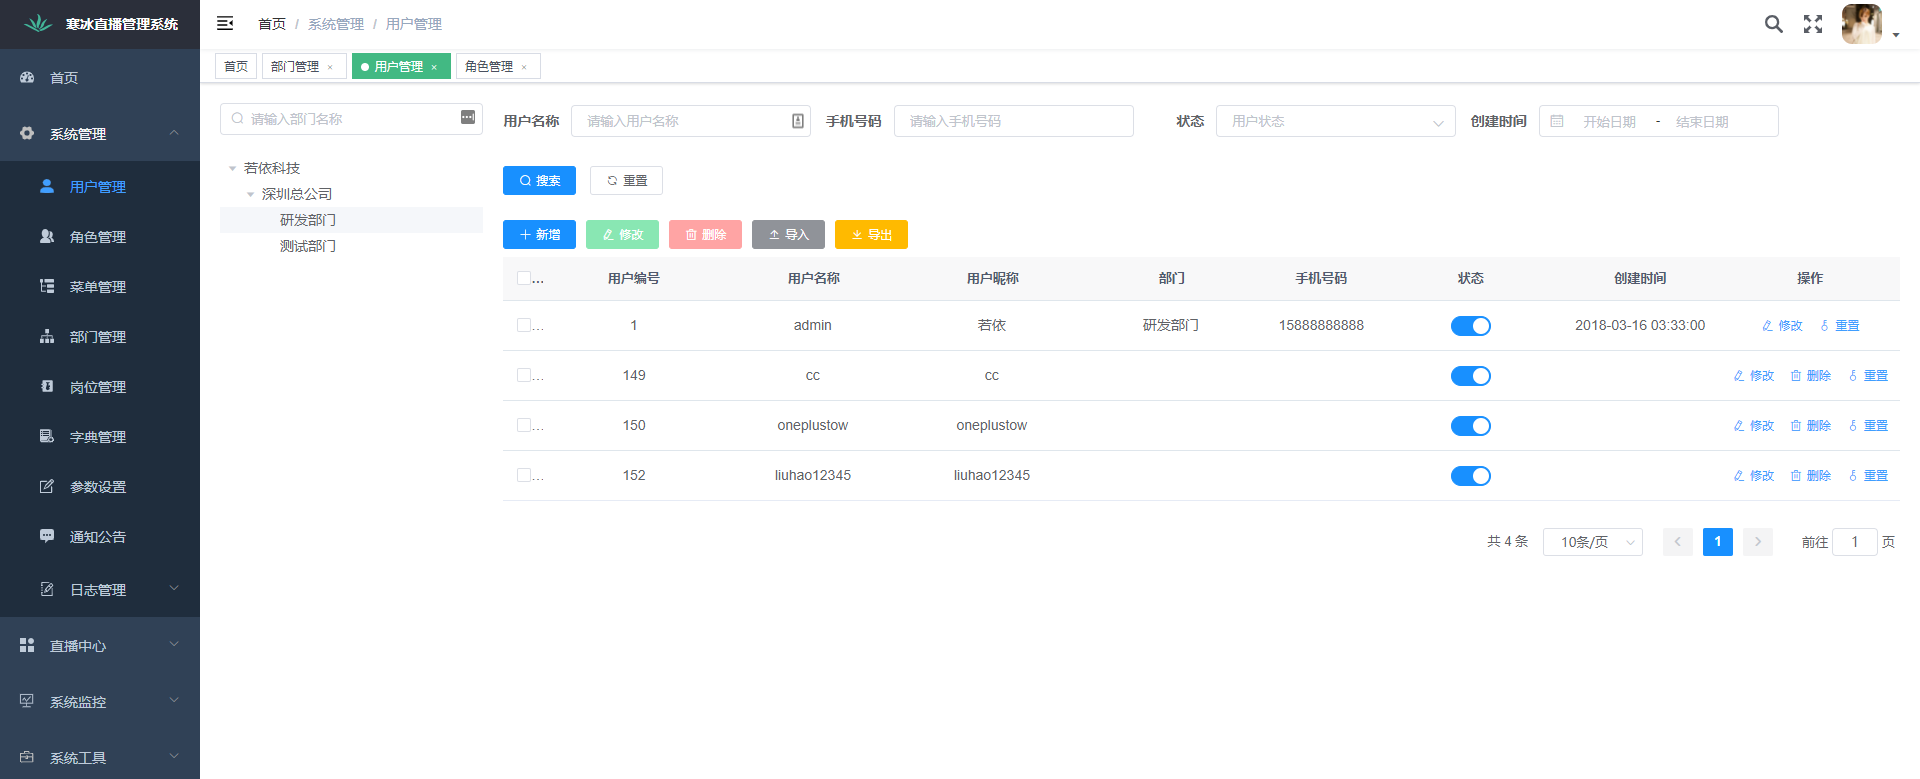 寒冰直播管理系统
首页
系统管理
用户管理
角色管理
菜单管理
部门管理
岗位管理
字典管理
参数设置
通知公告
日志管理
直播中心
系统监控
系统工具
首页 / 系统管理 / 用户管理
首页 部门管理 × 用户管理 × 角色管理 ×
请输入部门名称
若依科技
深圳总公司
研发部门
测试部门
用户名称 请输入用户名称 手机号码 请输入手机号码 状态 用户状态 创建时间 开始日期 - 结束日期
搜索 重置
新增 修改 删除 导入 导出
... 用户编号 用户名称 用户昵称 部门 手机号码 状态 创建时间 操作
... 1 admin 若依 研发部门 15888888888 2018-03-16 03:33:00 修改 重置
... 149 cc cc 修改 删除 重置
... 150 oneplustow oneplustow 修改 删除 重置
... 152 liuhao12345 liuhao12345 修改 删除 重置
共 4 条 10条/页 1 前往 1 页